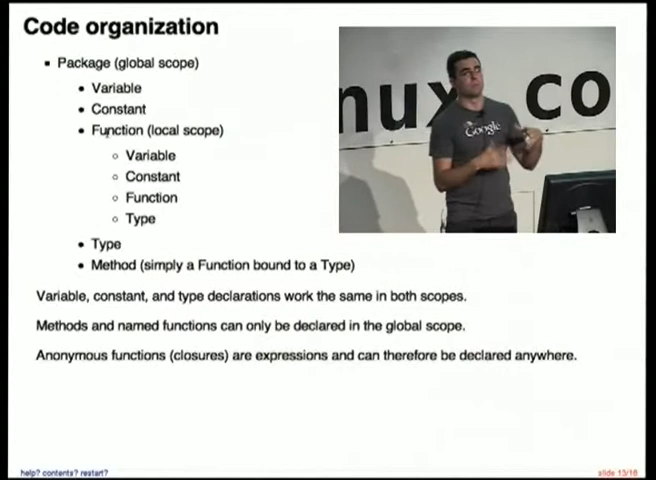 Code organization
Package (global scope)
Variable
Constant
Function (local scope)
Variable
Constant
Function
Type
Type
Method (simply a Function bound to a Type)
nux.co
Google
Variable, constant, and type declarations work the same in both scopes.
Methods and named functions can only be declared in the global scope.
Anonymous functions (closures) are expressions and can therefore be declared anywhere.
help? contents? restart?
slide 13/16